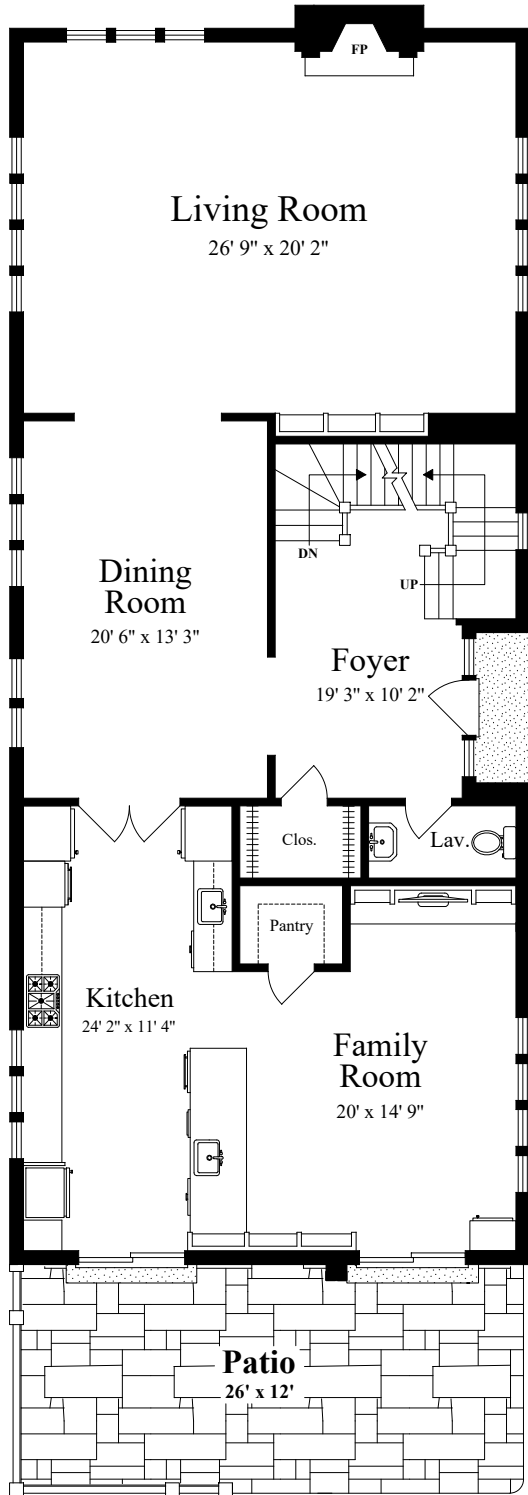 FP
Living Room
26' 9" x 20' 2"
DN
UP
Dining
Room
20' 6" x 13' 3"
Foyer
19' 3" x 10' 2"
Clos.
Lav.
Pantry
Kitchen
24' 2" x 11' 4"
Family
Room
20' x 14' 9"
Patio
26' x 12'